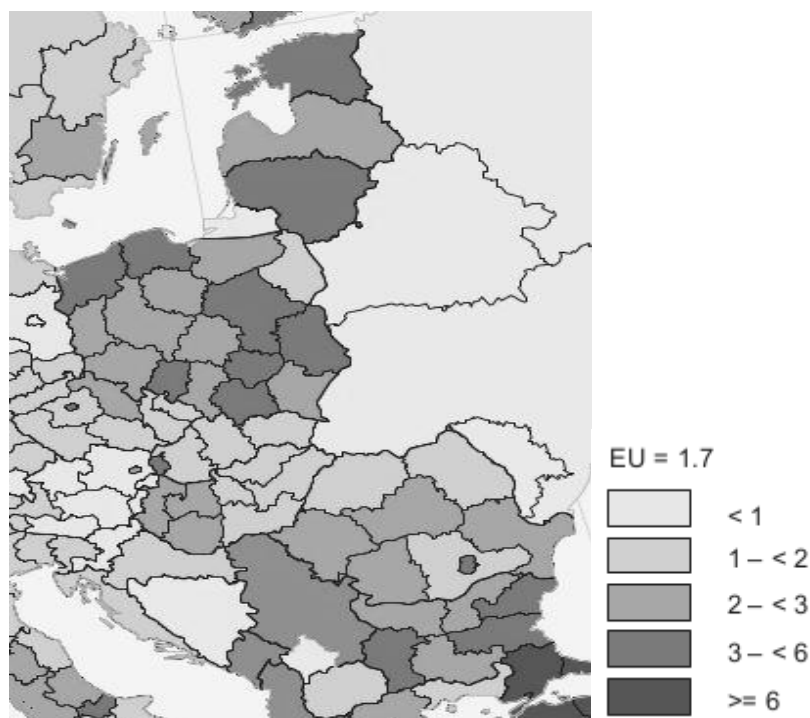 EU = 1.7
< 1
1 – < 2
2 – < 3
3 – < 6
>= 6